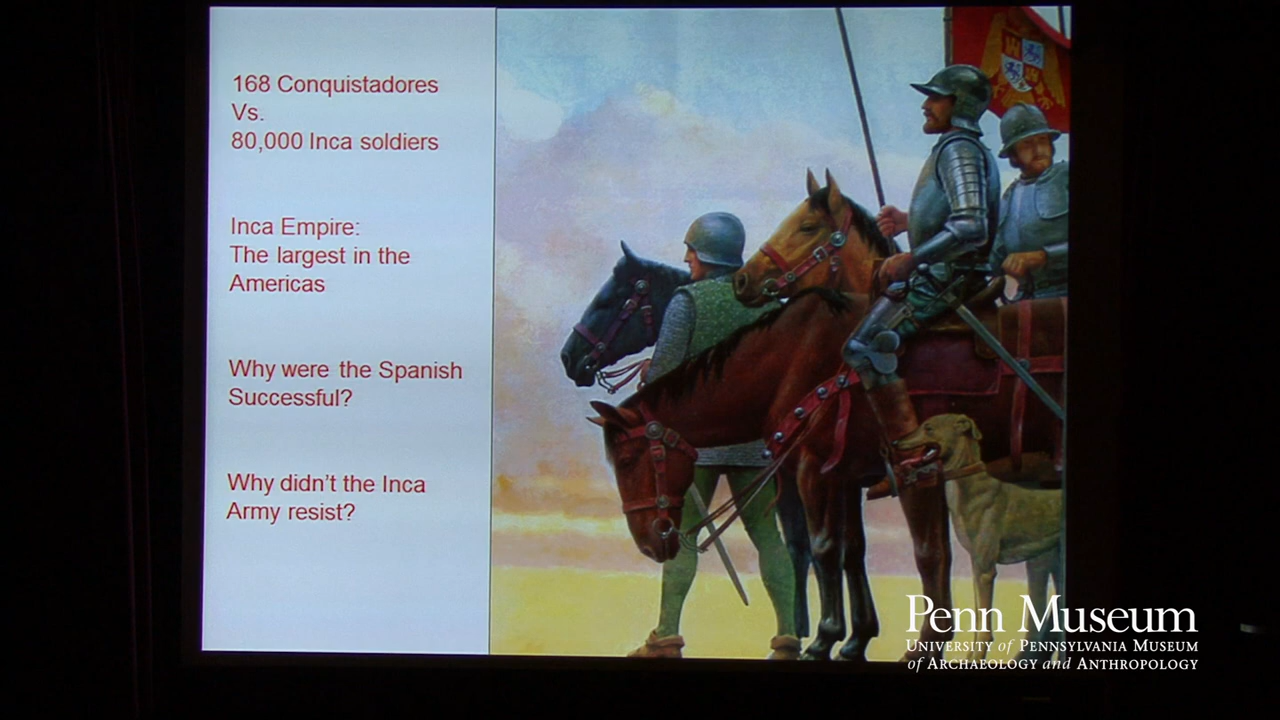 168 Conquistadores
Vs.
80,000 Inca soldiers
Inca Empire:
The largest in the
Americas
Why were the Spanish
Successful?
Why didn't the Inca
Army resist?
Penn Museum
University of Pennsylvania Museum
of Archaeology and Anthropology